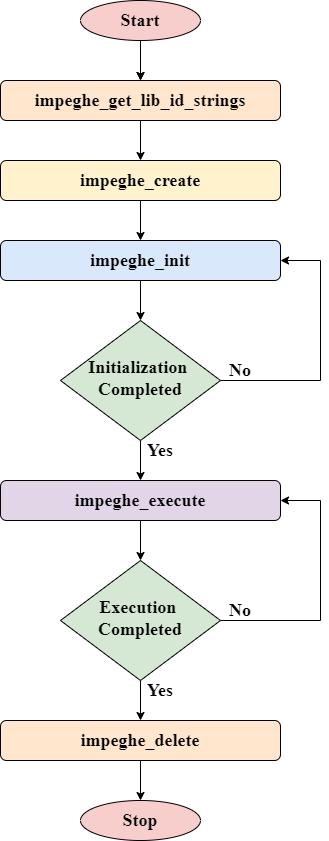 Start
impeghe_get_lib_id_strings
impeghe_create
impeghe_init
Initialization
Completed
No
Yes
impeghe_execute
Execution
Completed
No
Yes
impeghe_delete
Stop